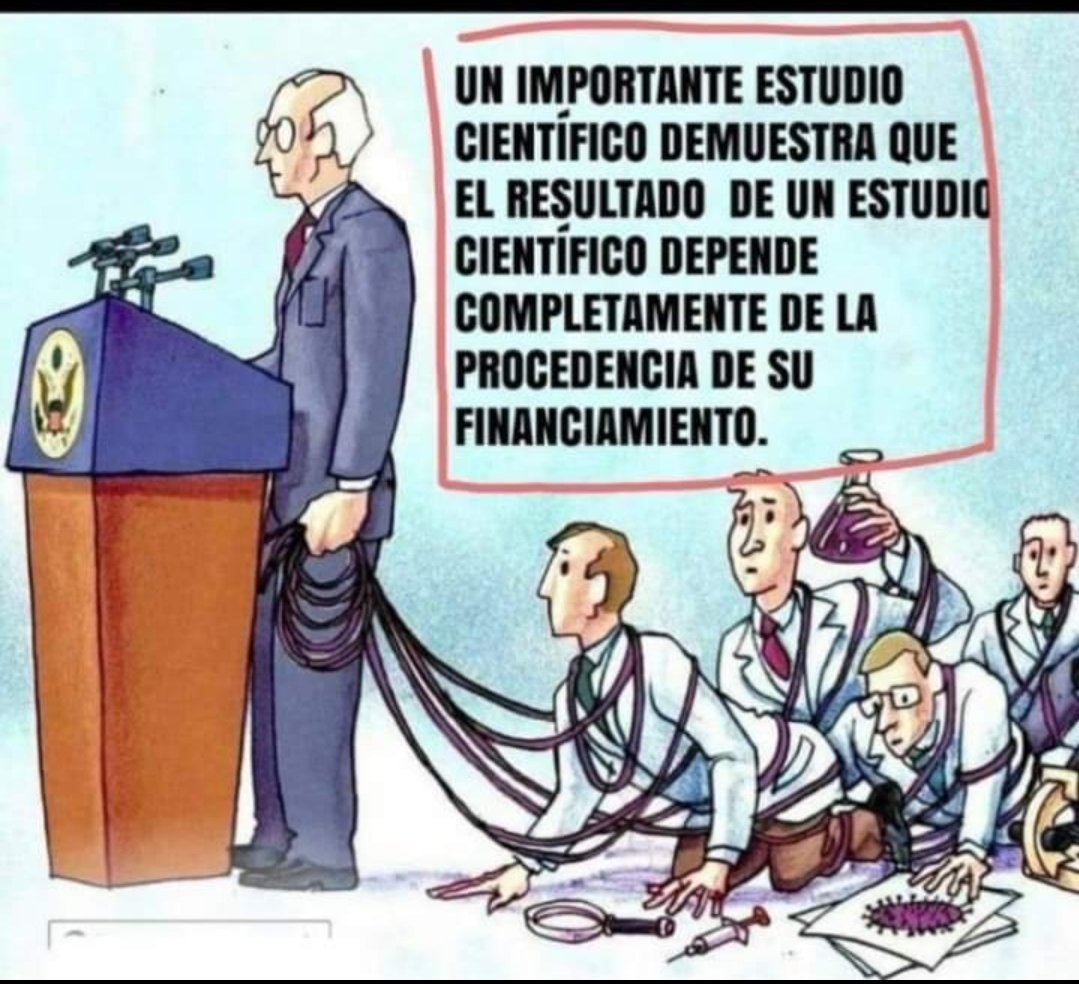 UN IMPORTANTE ESTUDIO
CIENTÍFICO DEMUESTRA QUE
EL RESULTADO DE UN ESTUDIO
CIENTÍFICO DEPENDE
COMPLETAMENTE DE LA
PROCEDENCIA DE SU
FINANCIAMIENTO.